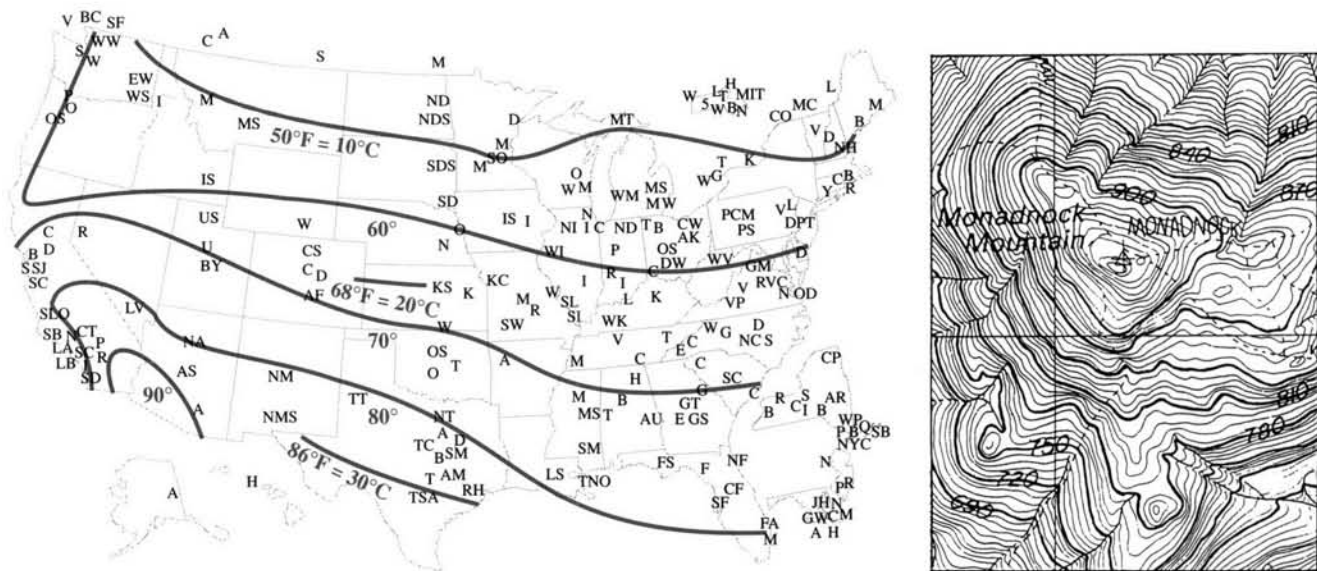 V BC SF
C A
WW
S W
S
M
EW
WS I
M
P
O
OS
MS
50°F = 10°C
ND
NDS
D
M
SO
M
SDS
MT
W L H
T MIT
5 W B N
CO MC
L
M
B
V D
NH
T K
W G
C B
Y R
IS
US
W
SD
O
N
60°
IS I
O
W M
WM MS
M W
N
NI I C
ND T B
CW
AK
OS
DW
PCM
PS
V L
DPT
C R
B D
S SJ
SC
U
BY
CS
C D
AF
68°F = 20°C
KS K
KC
WI
P
R
I I
C
WV
GM
RVC
D
V
VP
N OD
M R
W SL
SI
SW
L K
WK
V
T
E C
W G
D
NC S
SLO
LV
SB N CT
LA SC P
LB I R
SD
NA
AS
90°
A
NM
NMS
70°
W
OS T
O
A
M
C
H
C
G
SC
C
TT
80°
NT
A
TC D
B SM
T AM
TSA RH
86°F = 30°C
M
MS T
B
AU
GT
E GS
SM
LS
TNO
FS
F
NF
CF
SF
FA
M
A
H
CP
R S
B C I
AR
B
WP
IQ
P B SB
NYC
N
R
P
JH N
GWC M
A H
Monadnock
Mountain
MONADNOCK
810
840
900
870
810
780
750
720
690